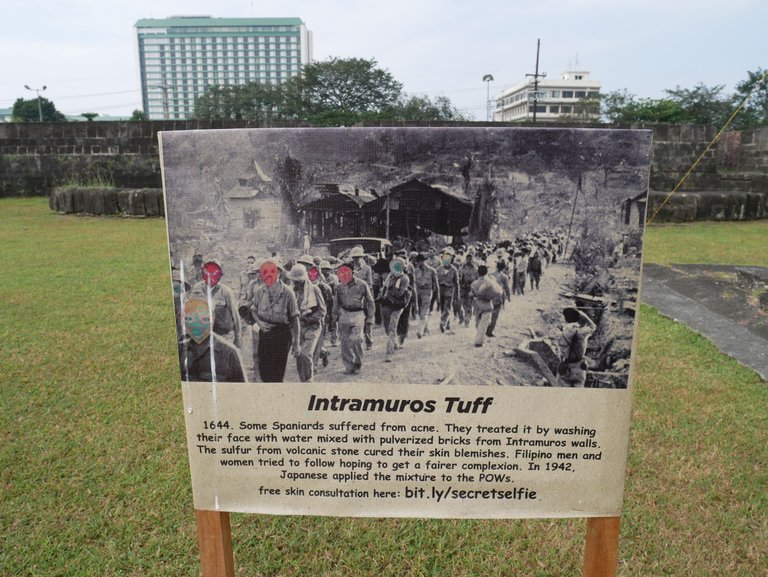 Intramuros Tuff
1644. Some Spaniards suffered from acne. They treated it by washing
their face with water mixed with pulverized bricks from Intramuros walls.
The sulfur from volcanic stone cured their skin blemishes. Filipino men and
women tried to follow hoping to get a fairer complexion. In 1942,
Japanese applied the mixture to the POWs.
free skin consultation here: bit.ly/secretselfie